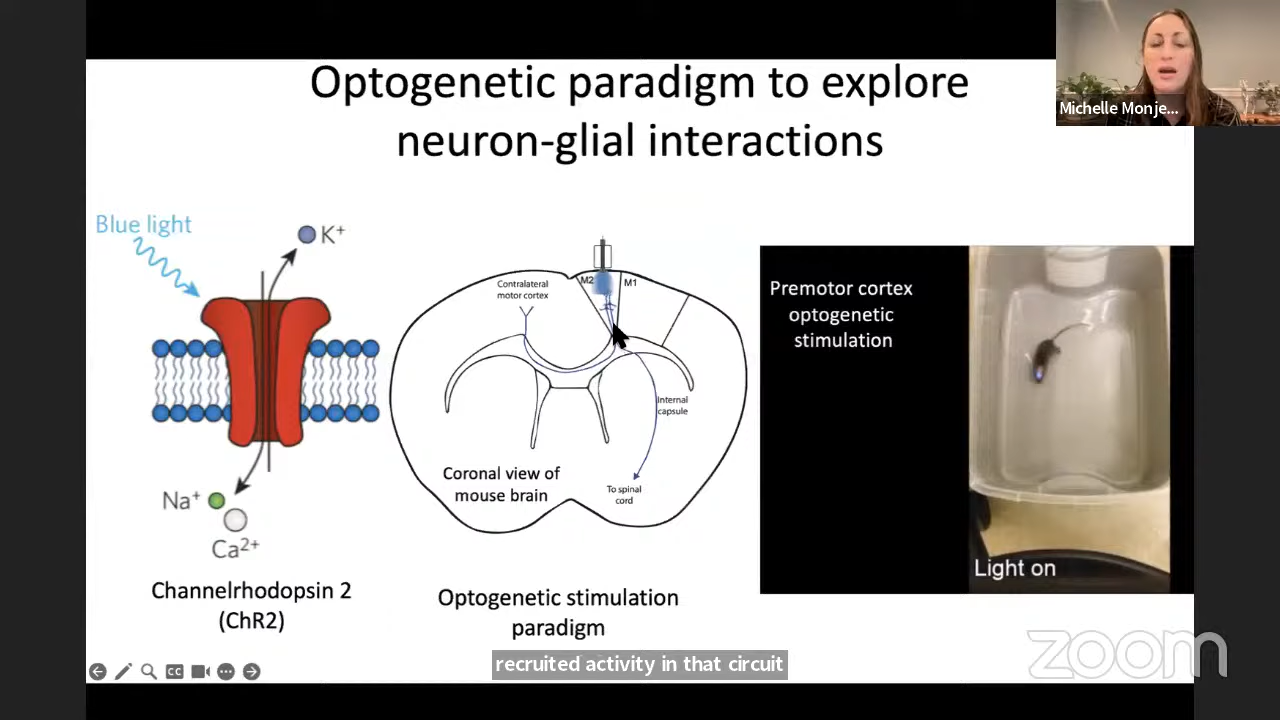 Optogenetic paradigm to explore
neuron-glial interactions
Michelle Monje...
Blue light
K+
Na+
Ca2+
Channelrhodopsin 2
(ChR2)
Contralateral
motor cortex
M2
M1
Internal
capsule
Coronal view of
mouse brain
To spinal
cord
Optogenetic stimulation
paradigm
Premotor cortex
optogenetic
stimulation
Light on
CC
recruited activity in that circuit
zoom